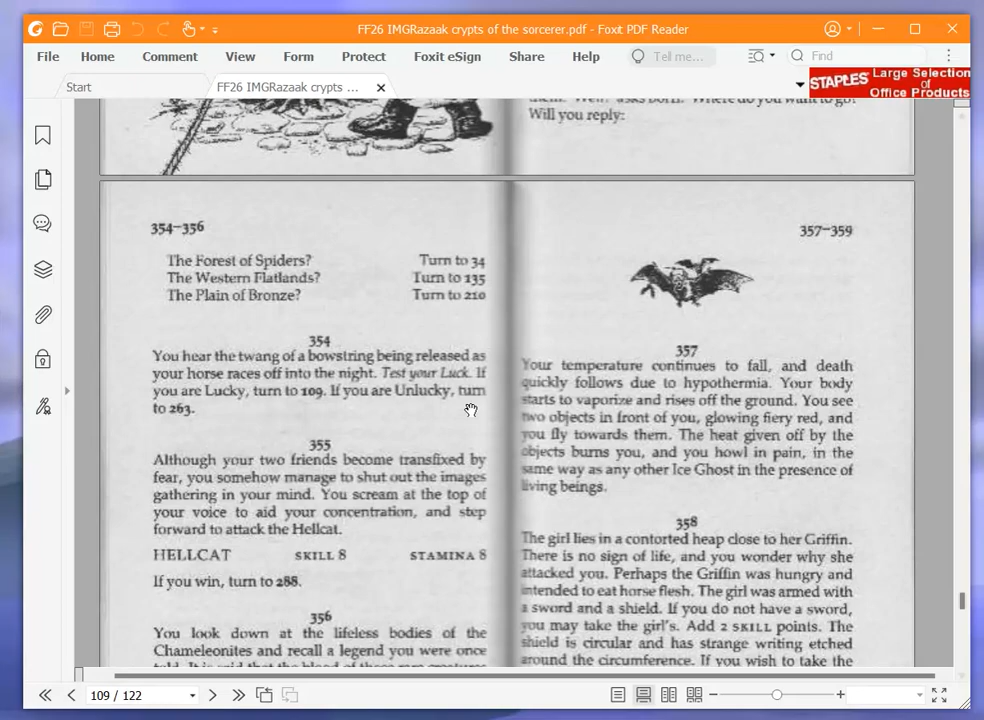 FF26 IMGRazaak crypts of the sorcerer.pdf - Foxit PDF Reader
File Home Comment View Form Protect Foxit eSign Share Help Tell me... Find
Start FF26 IMGRazaak crypts ...
STAPLES Large Selection of Office Products
Will you reply:
354–356
The Forest of Spiders? Turn to 34
The Western Flatlands? Turn to 135
The Plain of Bronze? Turn to 210
354
You hear the twang of a bowstring being released as
your horse races off into the night. Test your Luck. If
you are Lucky, turn to 109. If you are Unlucky, turn
to 263.
355
Although your two friends become transfixed by
fear, you somehow manage to shut out the images
gathering in your mind. You scream at the top of
your voice to aid your concentration, and step
forward to attack the Hellcat.
HELLCAT SKILL 8 STAMINA 8
If you win, turn to 288.
356
You look down at the lifeless bodies of the
Chameleonites and recall a legend you were once
357–359
357
Your temperature continues to fall, and death
quickly follows due to hypothermia. Your body
starts to vaporize and rises off the ground. You see
two objects in front of you, glowing fiery red, and
you fly towards them. The heat given off by the
objects burns you, and you howl in pain, in the
same way as any other Ice Ghost in the presence of
living beings.
358
The girl lies in a contorted heap close to her Griffin.
There is no sign of life, and you wonder why she
attacked you. Perhaps the Griffin was hungry and
intended to eat horse flesh. The girl was armed with
a sword and a shield. If you do not have a sword,
you may take the girl's. Add 2 SKILL points. The
shield is circular and has strange writing etched
around the circumference. If you wish to take the
109 / 122